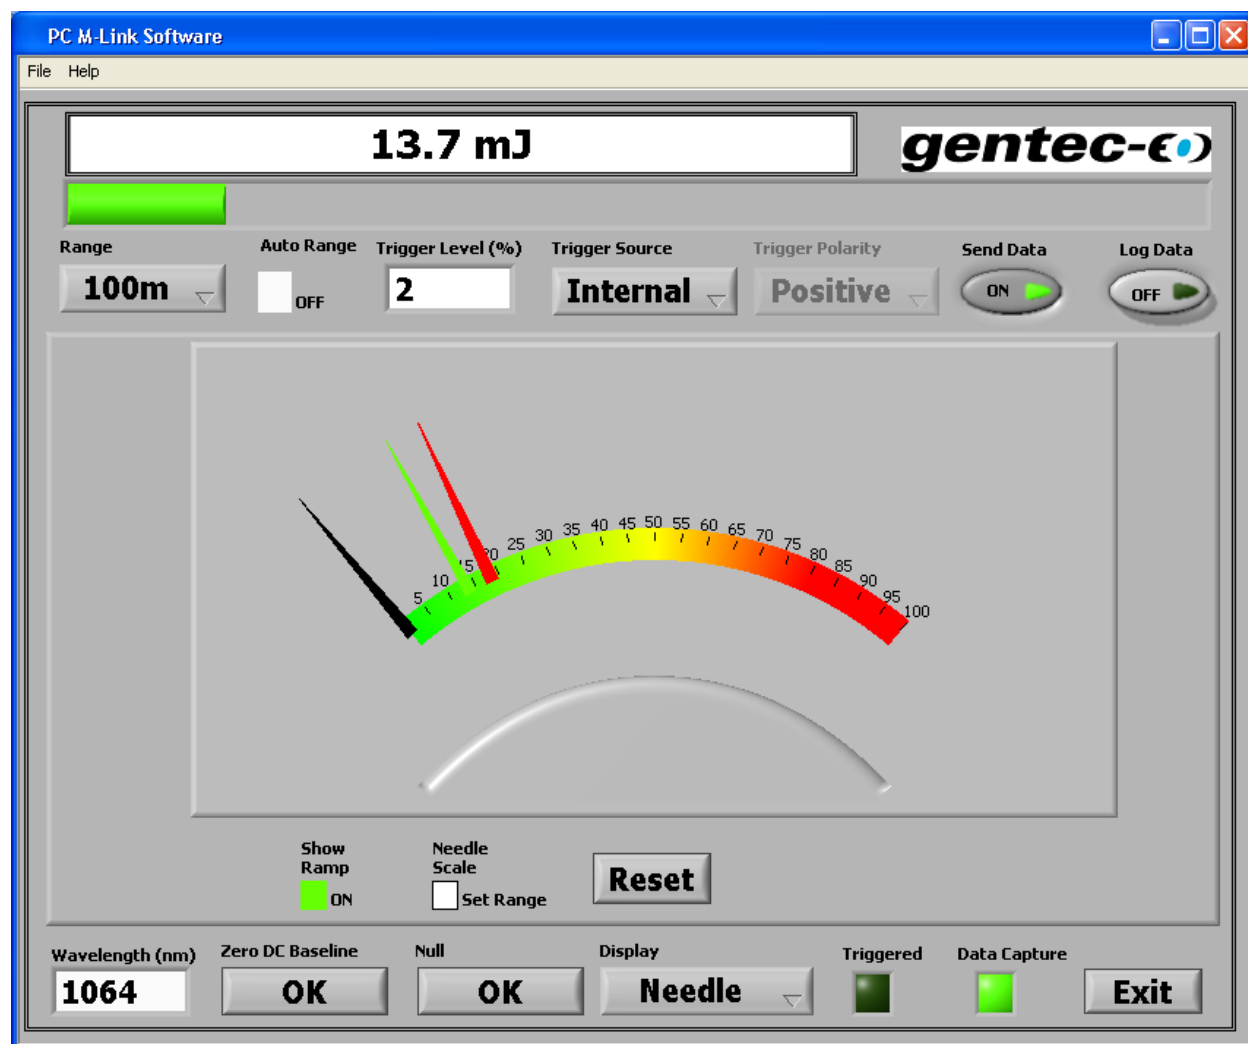 PC M-Link Software
File Help
13.7 mJ
gentec-EO
Range
Auto Range
Trigger Level (%)
Trigger Source
Trigger Polarity
Send Data
Log Data
100m
OFF
2
Internal
Positive
ON
OFF
5 10 15 20 25 30 35 40 45 50 55 60 65 70 75 80 85 90 95 100
Show
Ramp
ON
Needle
Scale
Set Range
Reset
Wavelength (nm)
Zero DC Baseline
Null
Display
Triggered
Data Capture
1064
OK
OK
Needle
Exit